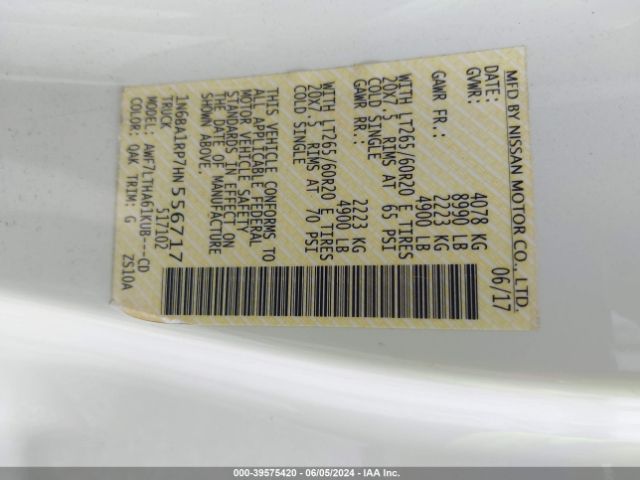 MFD BY NISSAN MOTOR CO., LTD.
DATE: 06/17
GVWR: 4078 KG
8990 LB
GAWR FR.: 2223 KG
4900 LB
WITH LT265/60R20 E TIRES
20x7.5 RIMS AT 65 PSI
COLD SINGLE
GAWR RR.: 2223 KG
4900 LB
WITH LT265/60R20 E TIRES
20x7.5 RIMS AT 70 PSI
COLD SINGLE
THIS VEHICLE CONFORMS TO
ALL APPLICABLE FEDERAL
MOTOR VEHICLE SAFETY
STANDARDS IN EFFECT ON
THE DATE OF MANUFACTURE
SHOWN ABOVE.
1N6BA1RP7HN556717
TRUCK 517102
MODEL: AWF7LTHA61KUB---CD
COLOR: QAK TRIM: G ZS10A
000-39575420 - 06/05/2024 - IAA Inc.